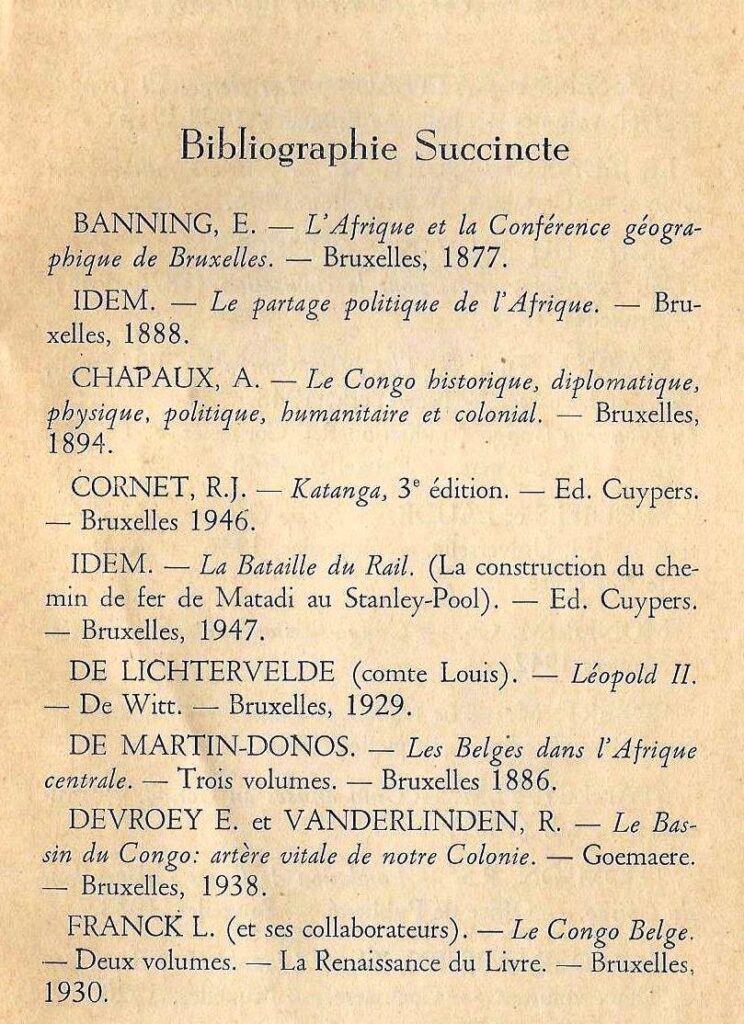 Bibliographie Succincte
BANNING, E. — L'Afrique et la Conférence géogra-
phique de Bruxelles. — Bruxelles, 1877.
IDEM. — Le partage politique de l'Afrique. — Bru-
xelles, 1888.
CHAPAUX, A. — Le Congo historique, diplomatique,
physique, politique, humanitaire et colonial. — Bruxelles,
1894.
CORNET, R.J. — Katanga, 3e édition. — Ed. Cuypers.
— Bruxelles 1946.
IDEM. — La Bataille du Rail. (La construction du che-
min de fer de Matadi au Stanley-Pool). — Ed. Cuypers.
— Bruxelles, 1947.
DE LICHTERVELDE (comte Louis). — Léopold II.
— De Witt. — Bruxelles, 1929.
DE MARTIN-DONOS. — Les Belges dans l'Afrique
centrale. — Trois volumes. — Bruxelles 1886.
DEVROEY E. et VANDERLINDEN, R. — Le Bas-
sin du Congo: artère vitale de notre Colonie. — Goemaere.
— Bruxelles, 1938.
FRANCK L. (et ses collaborateurs). — Le Congo Belge.
— Deux volumes. — La Renaissance du Livre. — Bruxelles,
1930.